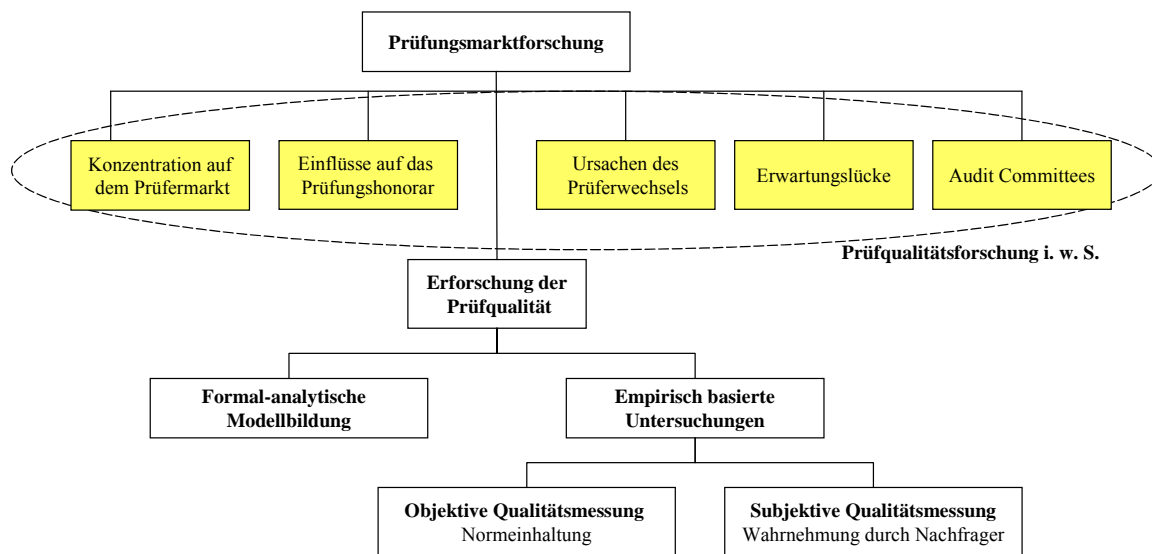 Prüfungsmarktforschung
Konzentration auf
dem Prüfermarkt
Einflüsse auf das
Prüfungshonorar
Ursachen des
Prüferwechsels
Erwartungslücke
Audit Committees
Prüfqualitätsforschung i. w. S.
Erforschung der
Prüfqualität
Formal-analytische
Modellbildung
Empirisch basierte
Untersuchungen
Objektive Qualitätsmessung
Normeinhaltung
Subjektive Qualitätsmessung
Wahrnehmung durch Nachfrager